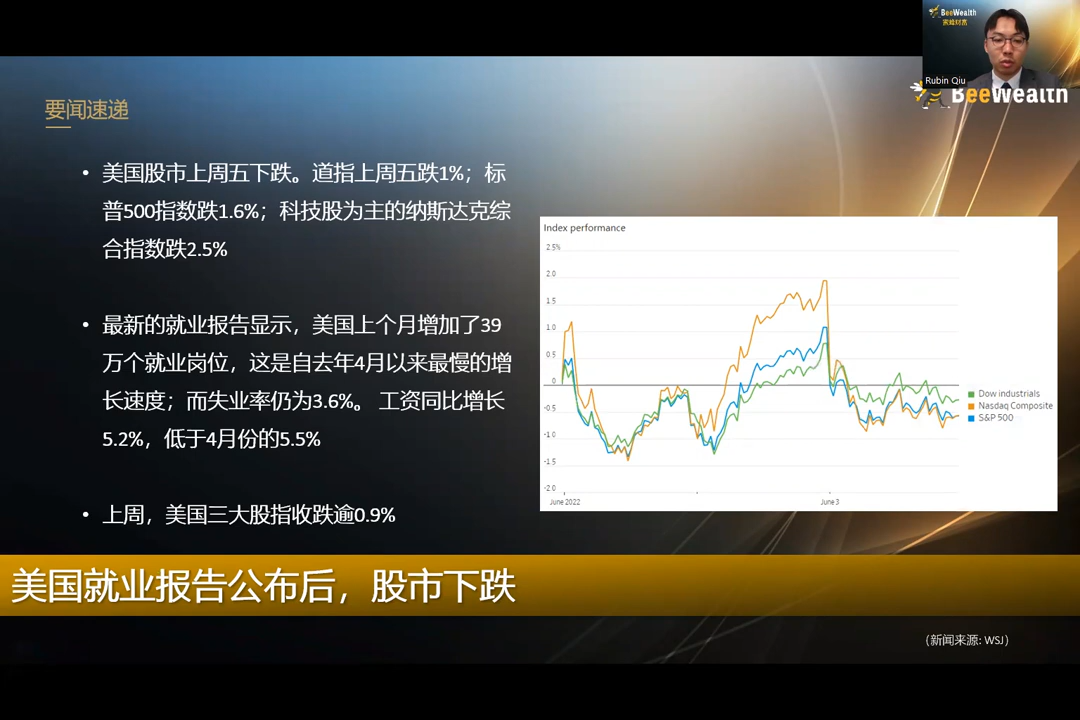 BeeWealth
蜜蜂财富
Rubin Qiu
BeeWealth
要闻速递
• 美国股市上周五下跌。道指上周五跌1%；标
普500指数跌1.6%；科技股为主的纳斯达克综
合指数跌2.5%
• 最新的就业报告显示，美国上个月增加了39
万个就业岗位，这是自去年4月以来最慢的增
长速度；而失业率仍为3.6%。 工资同比增长
5.2%，低于4月份的5.5%
• 上周，美国三大股指收跌逾0.9%
Index performance
2.5%
2.0
1.5
1.0
0.5
0
-0.5
-1.0
-1.5
-2.0
June 2022
June 3
Dow industrials
Nasdaq Composite
S&P 500
美国就业报告公布后，股市下跌
（新闻来源: WSJ）